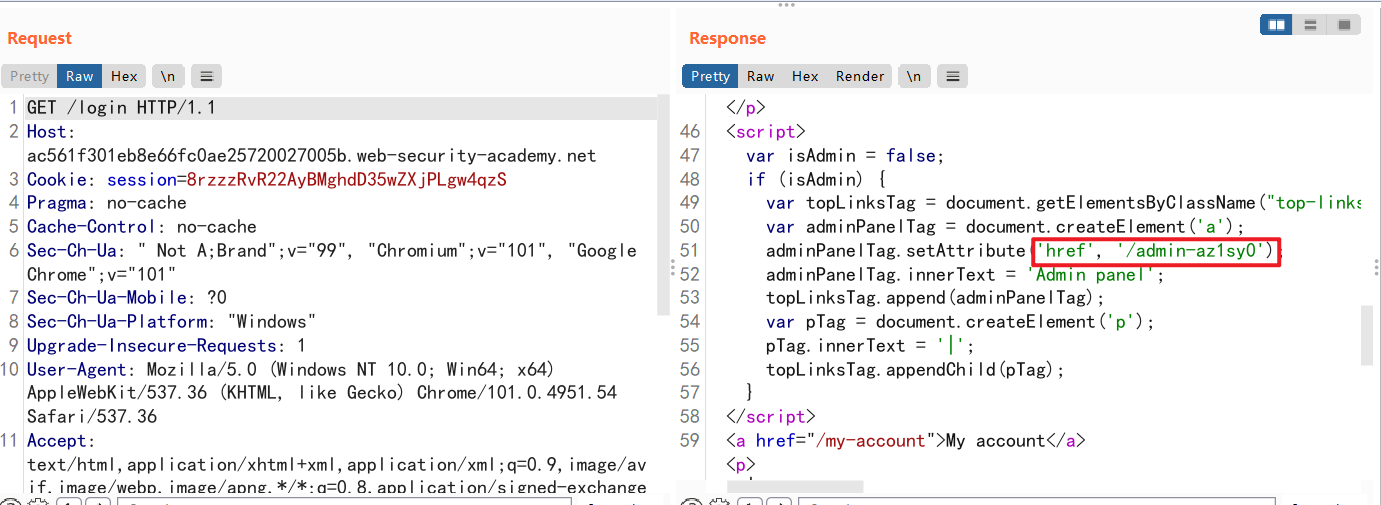 Request
Pretty Raw Hex \n
1 GET /login HTTP/1.1
2 Host:
ac561f301eb8e66fc0ae25720027005b.web-security-academy.net
3 Cookie: session=8rzzzRvR22AyBMghdD35wZXjPLgw4qzS
4 Pragma: no-cache
5 Cache-Control: no-cache
6 Sec-Ch-Ua: " Not A;Brand";v="99", "Chromium";v="101", "Google
Chrome";v="101"
7 Sec-Ch-Ua-Mobile: ?0
8 Sec-Ch-Ua-Platform: "Windows"
9 Upgrade-Insecure-Requests: 1
10 User-Agent: Mozilla/5.0 (Windows NT 10.0; Win64; x64)
AppleWebKit/537.36 (KHTML, like Gecko) Chrome/101.0.4951.54
Safari/537.36
11 Accept:
text/html,application/xhtml+xml,application/xml;q=0.9,image/av
if,image/webp,image/apng,*/*;q=0.8,application/signed-exchange
Response
Pretty Raw Hex Render \n
</p>
46 <script>
47 var isAdmin = false;
48 if (isAdmin) {
49 var topLinksTag = document.getElementsByClassName("top-links
50 var adminPanelTag = document.createElement('a');
51 adminPanelTag.setAttribute('href', '/admin-az1sy0');
52 adminPanelTag.innerText = 'Admin panel';
53 topLinksTag.append(adminPanelTag);
54 var pTag = document.createElement('p');
55 pTag.innerText = '|';
56 topLinksTag.appendChild(pTag);
57 }
58 </script>
59 <a href="/my-account">My account</a>
<p>